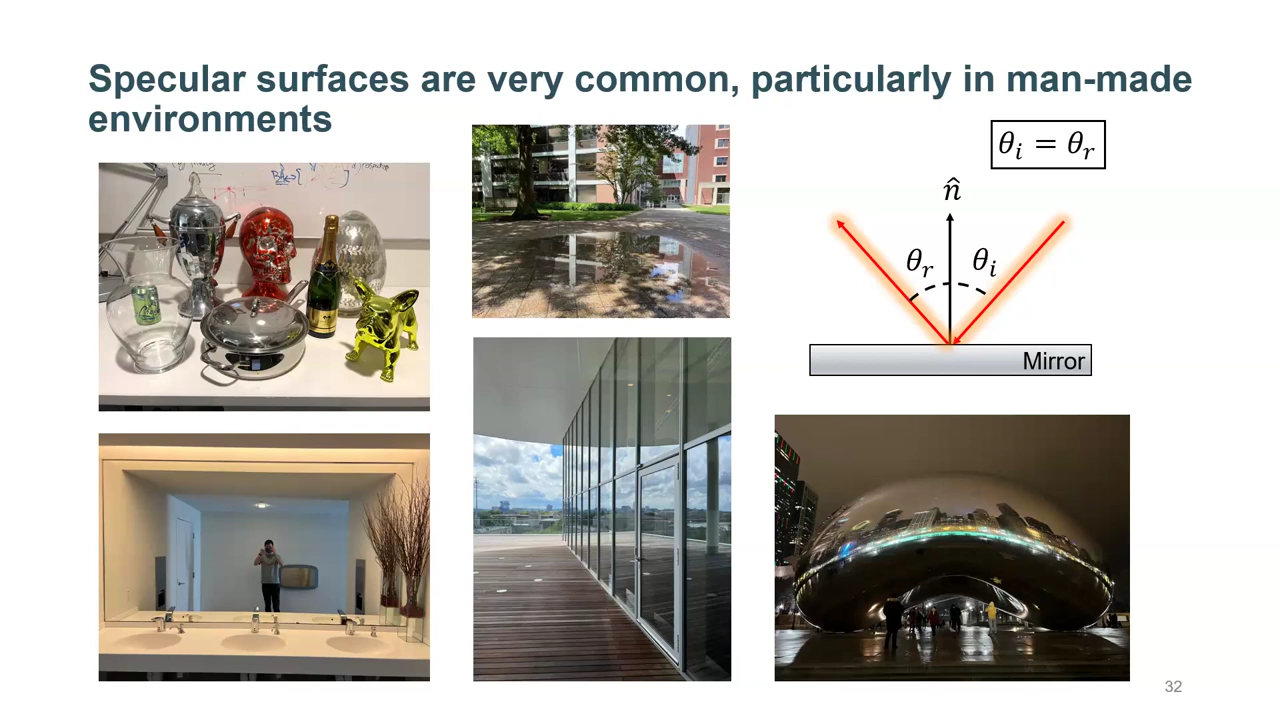 Specular surfaces are very common, particularly in man-made
environments
θᵢ = θᵣ
n̂
θᵣ θᵢ
Mirror
32